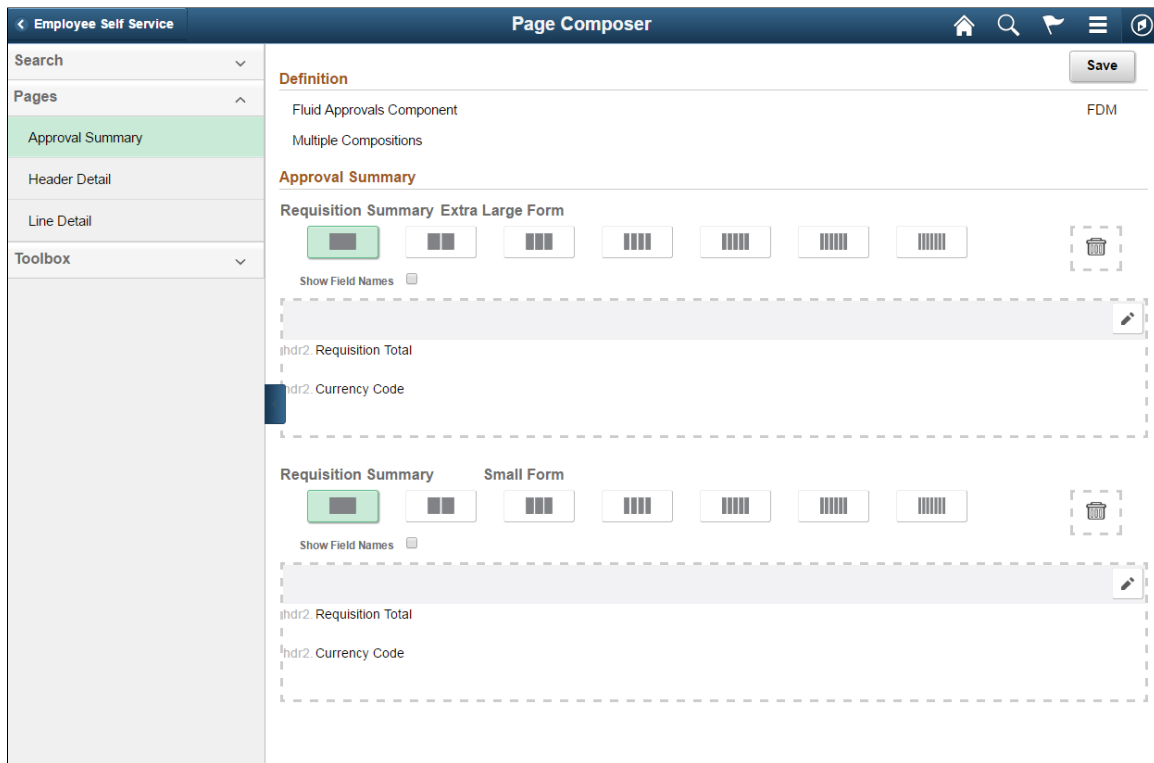 Employee Self Service
Page Composer
Search
Pages
Approval Summary
Header Detail
Line Detail
Toolbox
Save
Definition
Fluid Approvals Component FDM
Multiple Compositions
Approval Summary
Requisition Summary Extra Large Form
Show Field Names
hdr2. Requisition Total
hdr2. Currency Code
Requisition Summary Small Form
Show Field Names
hdr2. Requisition Total
hdr2. Currency Code